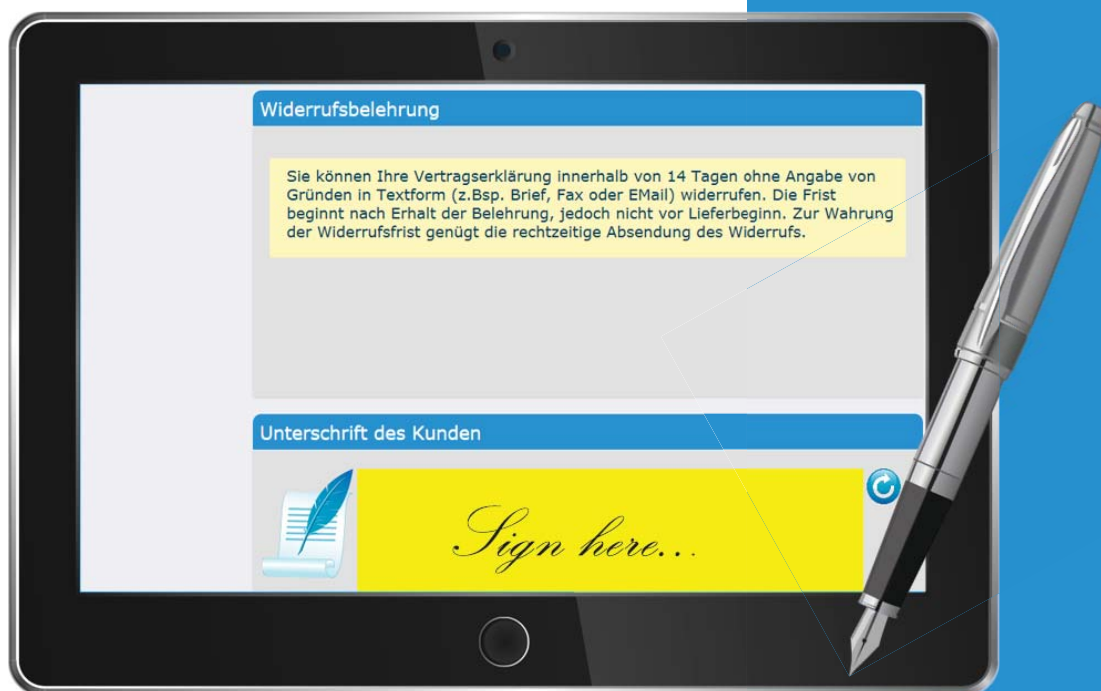 Widerrufsbelehrung
Sie können Ihre Vertragserklärung innerhalb von 14 Tagen ohne Angabe von
Gründen in Textform (z.Bsp. Brief, Fax oder EMail) widerrufen. Die Frist
beginnt nach Erhalt der Belehrung, jedoch nicht vor Lieferbeginn. Zur Wahrung
der Widerrufsfrist genügt die rechtzeitige Absendung des Widerrufs.
Unterschrift des Kunden
Sign here...